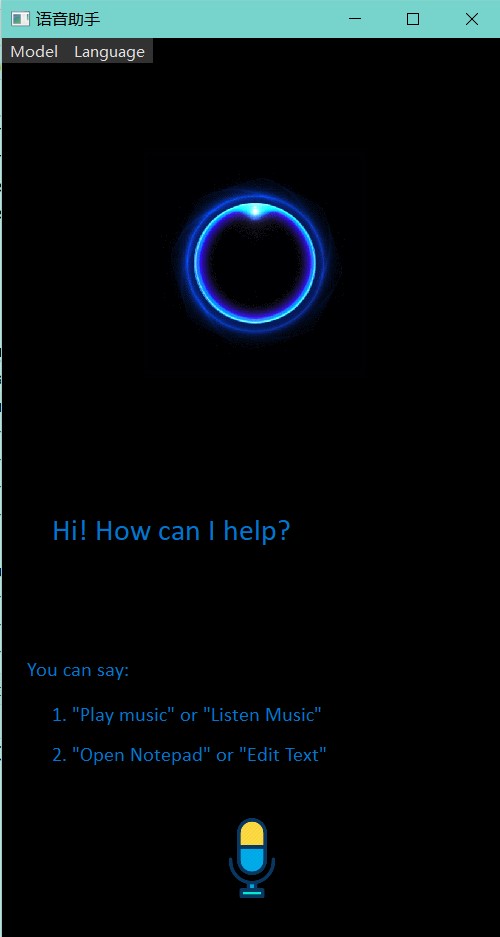 语音助手
Model Language
Hi! How can I help?
You can say:
1. "Play music" or "Listen Music"
2. "Open Notepad" or "Edit Text"